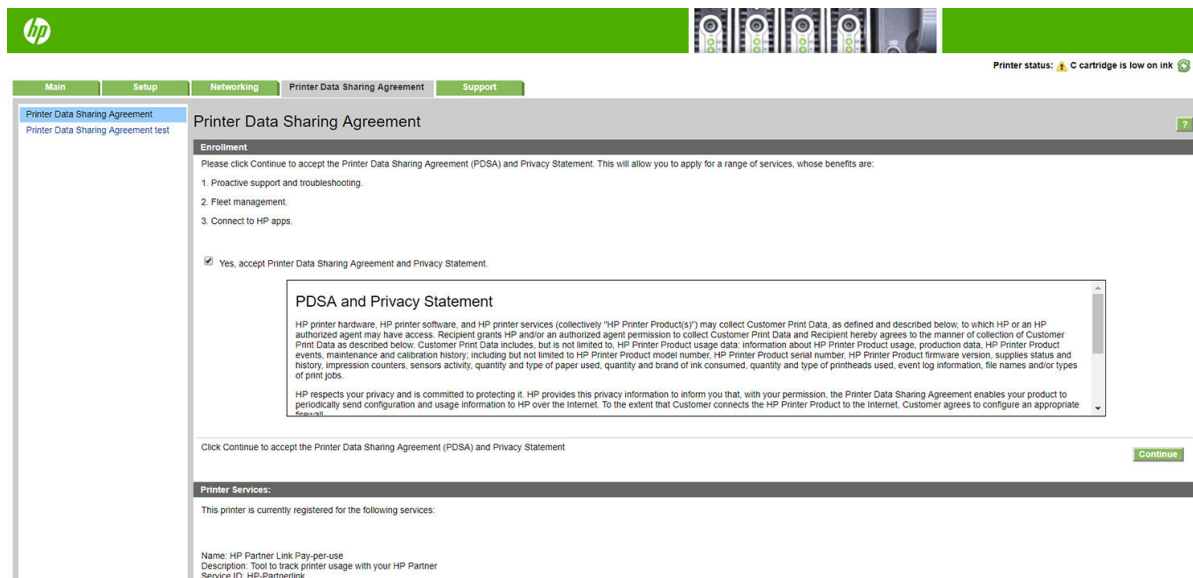 hp
Printer status: C cartridge is low on ink
Main Setup Networking Printer Data Sharing Agreement Support
Printer Data Sharing Agreement
Printer Data Sharing Agreement test
Printer Data Sharing Agreement
?
Enrollment
Please click Continue to accept the Printer Data Sharing Agreement (PDSA) and Privacy Statement. This will allow you to apply for a range of services, whose benefits are:
1. Proactive support and troubleshooting.
2. Fleet management.
3. Connect to HP apps.
Yes, accept Printer Data Sharing Agreement and Privacy Statement.
PDSA and Privacy Statement
HP printer hardware, HP printer software, and HP printer services (collectively "HP Printer Product(s)") may collect Customer Print Data, as defined and described below, to which HP or an HP
authorized agent may have access. Recipient grants HP and/or an authorized agent permission to collect Customer Print Data and Recipient hereby agrees to the manner of collection of Customer
Print Data as described below. Customer Print Data includes, but is not limited to, HP Printer Product usage data: information about HP Printer Product usage, production data, HP Printer Product
events, maintenance and calibration history; including but not limited to HP Printer Product model number, HP Printer Product serial number, HP Printer Product firmware version, supplies status and
history, impression counters, sensors activity, quantity and type of paper used, quantity and brand of ink consumed, quantity and type of printheads used, event log information, file names and/or types
of print jobs.
HP respects your privacy and is committed to protecting it. HP provides this privacy information to inform you that, with your permission, the Printer Data Sharing Agreement enables your product to
periodically send configuration and usage information to HP over the Internet. To the extent that Customer connects the HP Printer Product to the Internet, Customer agrees to configure an appropriate
firewall
Click Continue to accept the Printer Data Sharing Agreement (PDSA) and Privacy Statement
Continue
Printer Services:
This printer is currently registered for the following services:
Name: HP Partner Link Pay-per-use
Description: Tool to track printer usage with your HP Partner
Service ID: HP-Partnerlink